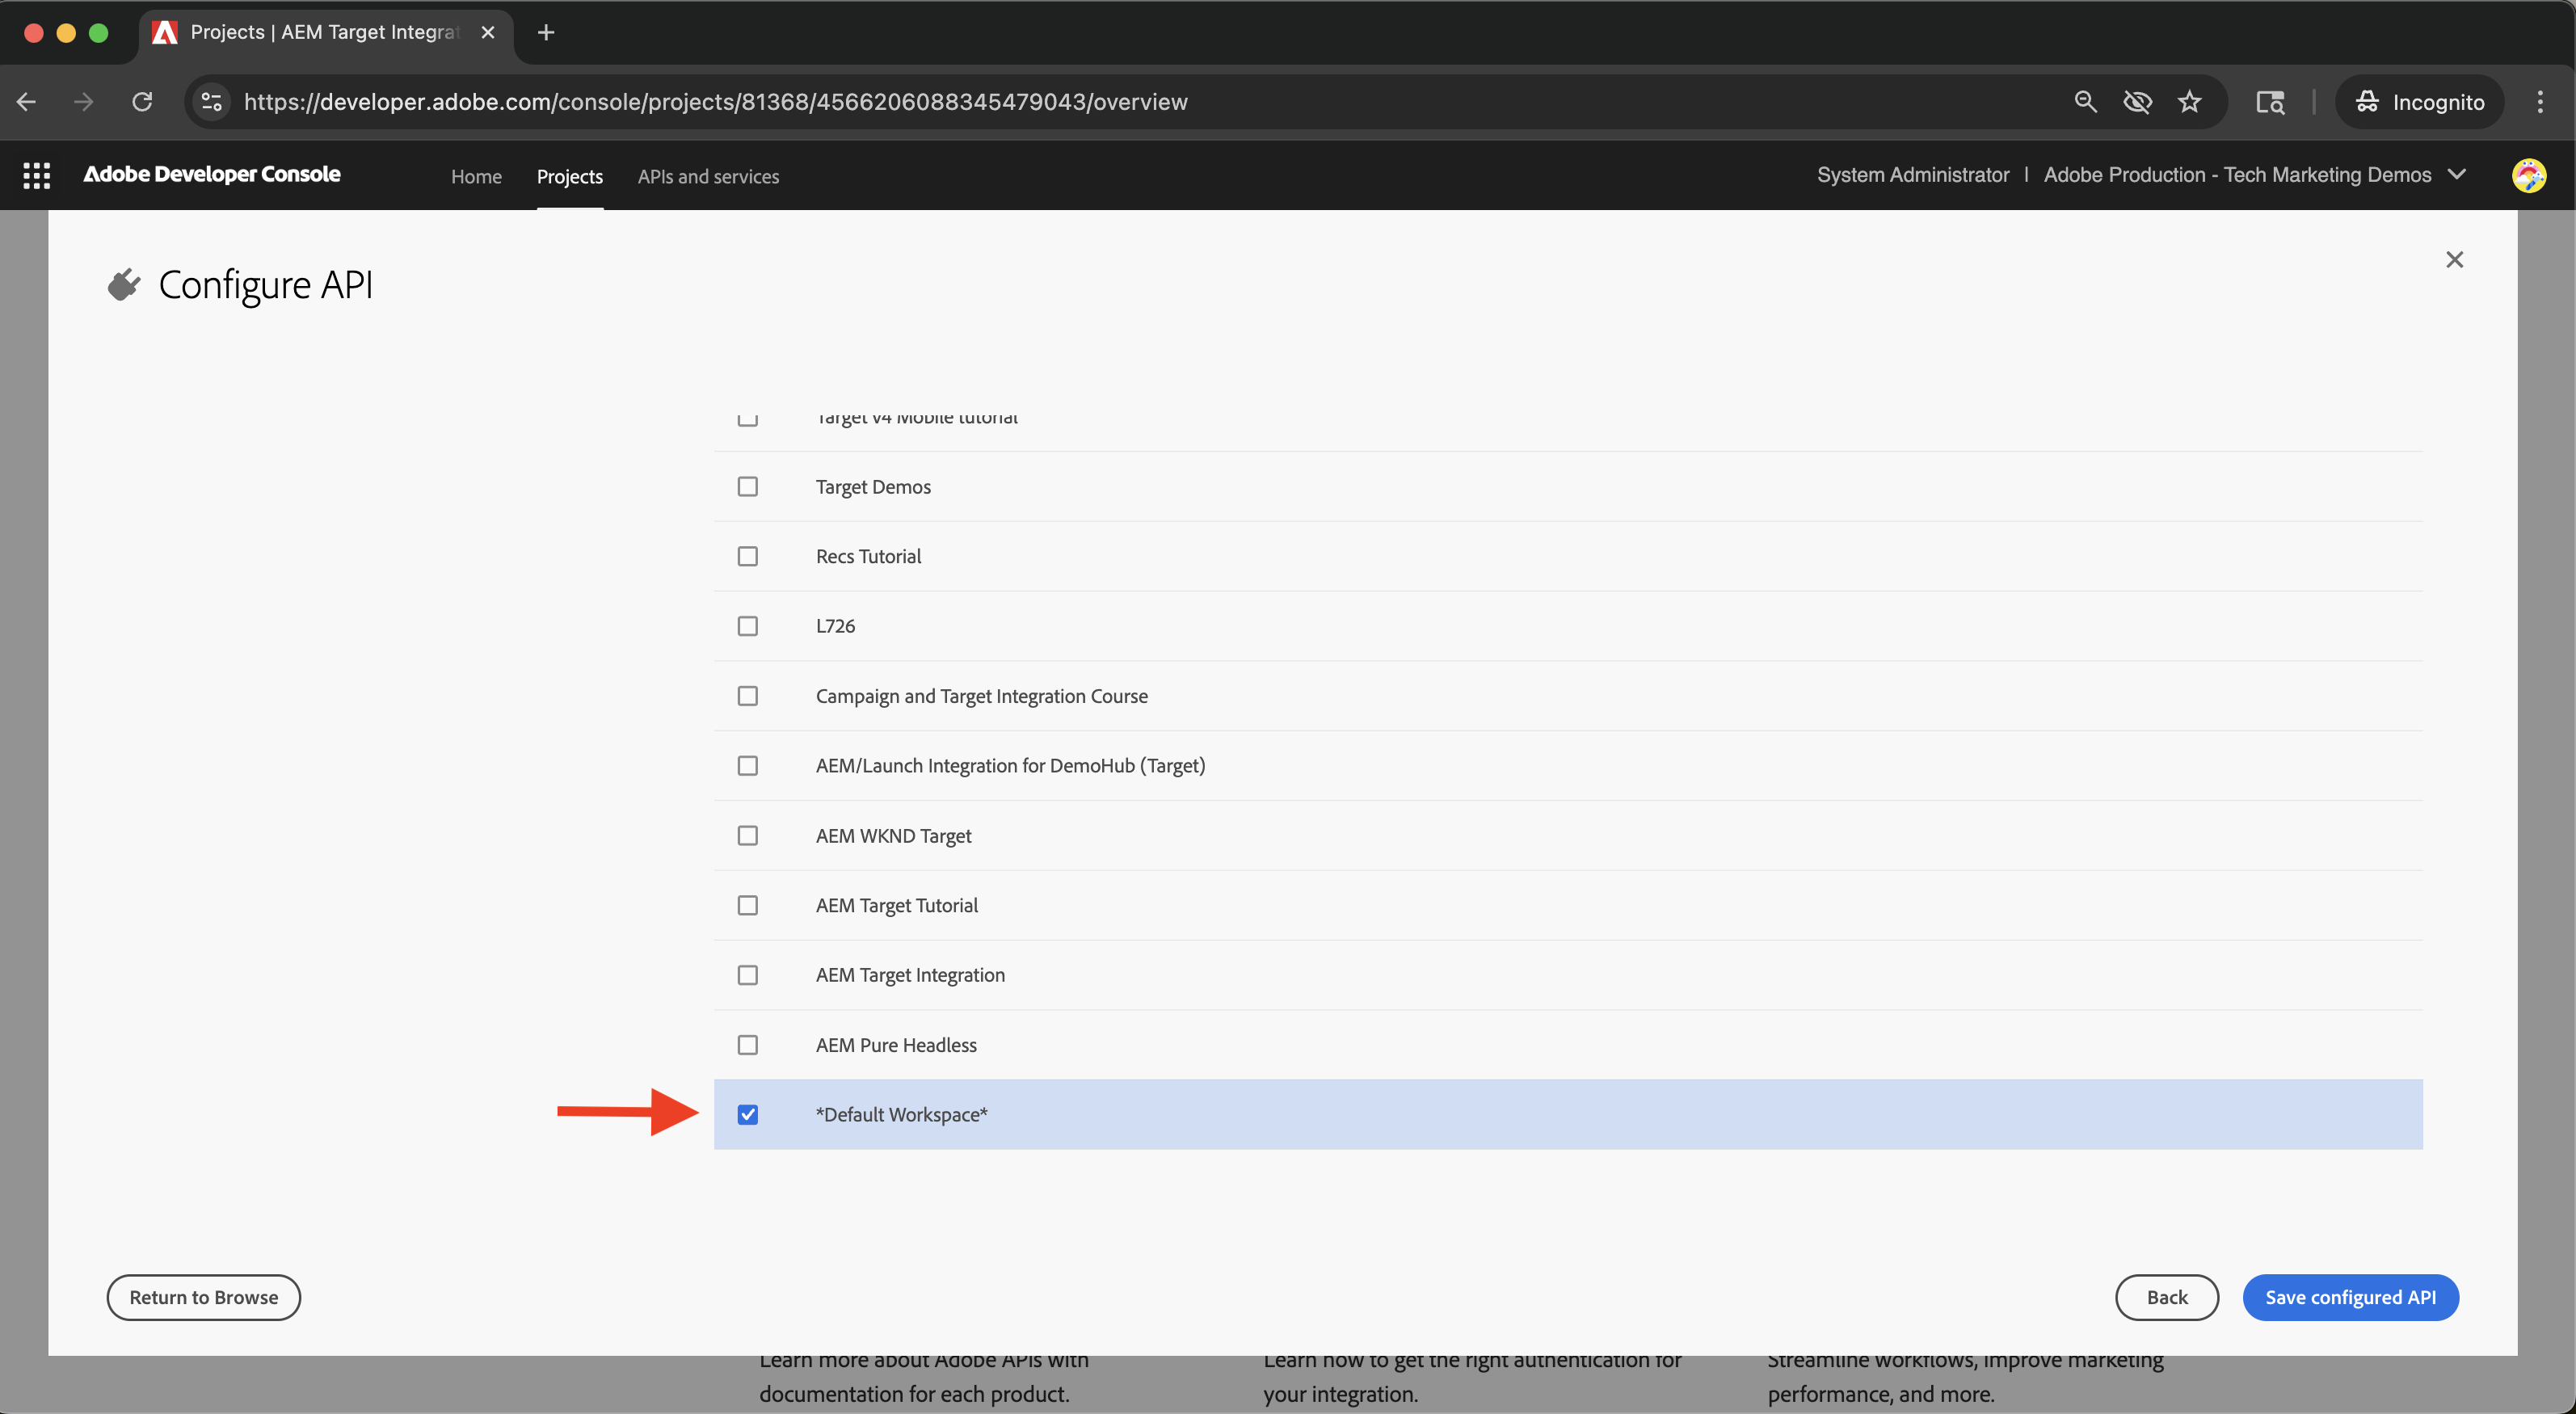 Projects | AEM Target Integrat
https://developer.adobe.com/console/projects/81368/4566206088345479043/overview
Incognito
Adobe Developer Console
Home
Projects
APIs and services
System Administrator | Adobe Production - Tech Marketing Demos
Configure API
Target v4 Mobile tutorial
Target Demos
Recs Tutorial
L726
Campaign and Target Integration Course
AEM/Launch Integration for DemoHub (Target)
AEM WKND Target
AEM Target Tutorial
AEM Target Integration
AEM Pure Headless
*Default Workspace*
Return to Browse
Back
Save configured API
Learn more about Adobe APIs with
documentation for each product.
Learn how to get the right authentication for
your integration.
Streamline workflows, improve marketing
performance, and more.